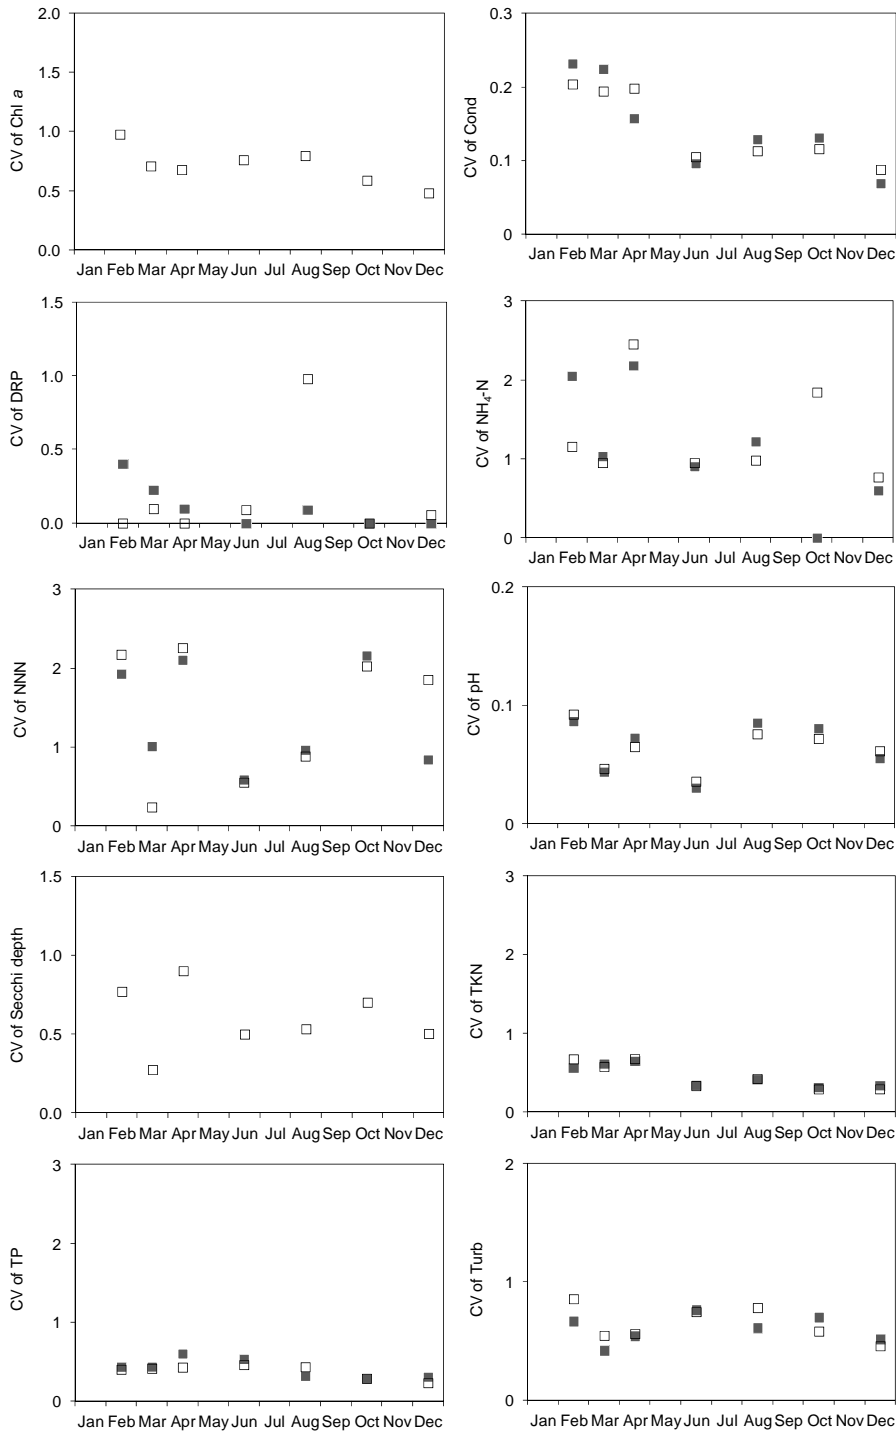 CV of Chl a
2.0
1.5
1.0
0.5
0.0
Jan Feb Mar Apr May Jun Jul Aug Sep Oct Nov Dec
CV of Cond
0.3
0.2
0.1
0
Jan Feb Mar Apr May Jun Jul Aug Sep Oct Nov Dec
CV of DRP
1.5
1.0
0.5
0.0
Jan Feb Mar Apr May Jun Jul Aug Sep Oct Nov Dec
CV of NH₄-N
3
2
1
0
Jan Feb Mar Apr May Jun Jul Aug Sep Oct Nov Dec
CV of NNN
3
2
1
0
Jan Feb Mar Apr May Jun Jul Aug Sep Oct Nov Dec
CV of pH
0.2
0.1
0
Jan Feb Mar Apr May Jun Jul Aug Sep Oct Nov Dec
CV of Secchi depth
1.5
1.0
0.5
0.0
Jan Feb Mar Apr May Jun Jul Aug Sep Oct Nov Dec
CV of TKN
3
2
1
0
Jan Feb Mar Apr May Jun Jul Aug Sep Oct Nov Dec
CV of TP
3
2
1
0
Jan Feb Mar Apr May Jun Jul Aug Sep Oct Nov Dec
CV of Turb
2
1
0
Jan Feb Mar Apr May Jun Jul Aug Sep Oct Nov Dec